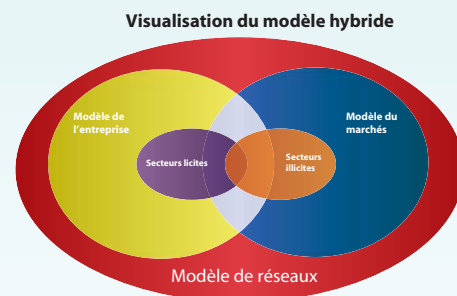 Visualisation du modèle hybride
Modèle de
l'entreprise
Modèle du
marchés
Secteurs licites
Secteurs
illicites
Modèle de réseaux